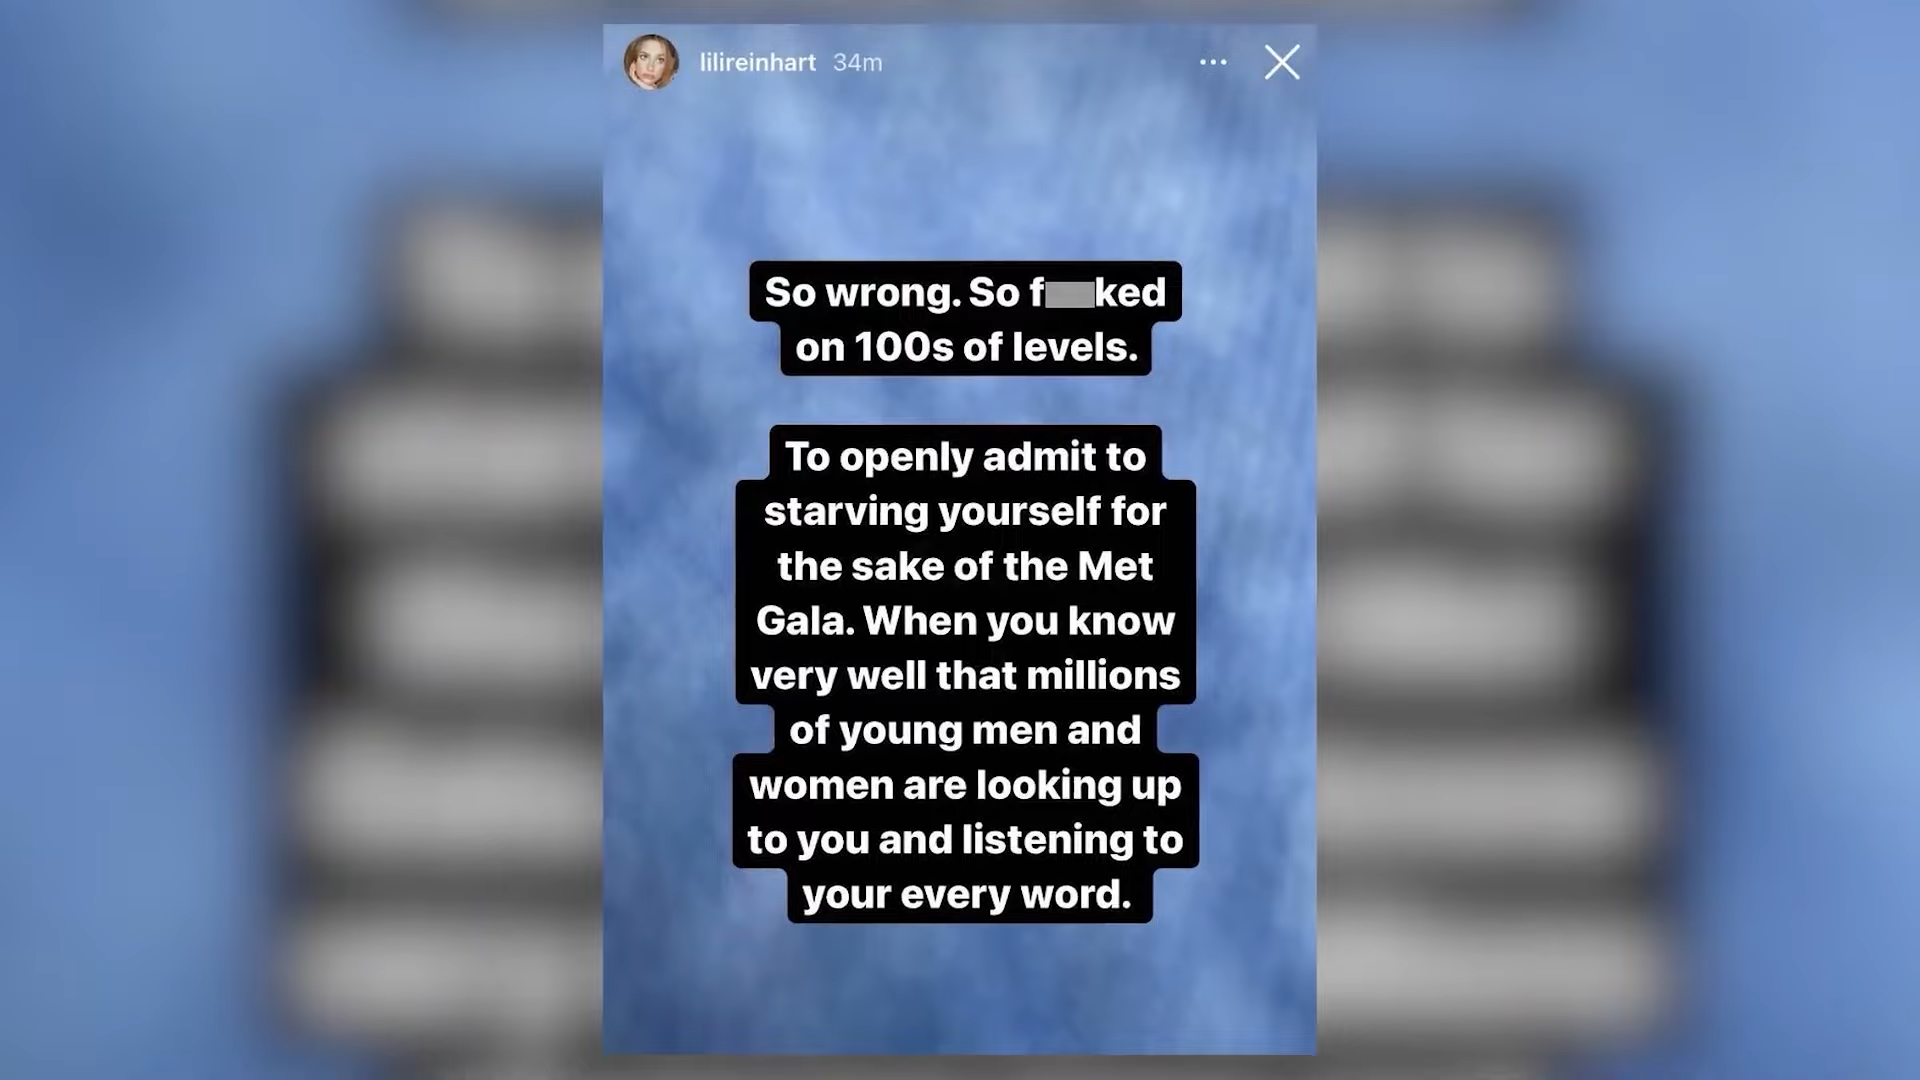 lilireinhart 34m
So wrong. So f ked
on 100s of levels.
To openly admit to
starving yourself for
the sake of the Met
Gala. When you know
very well that millions
of young men and
women are looking up
to you and listening to
your every word.